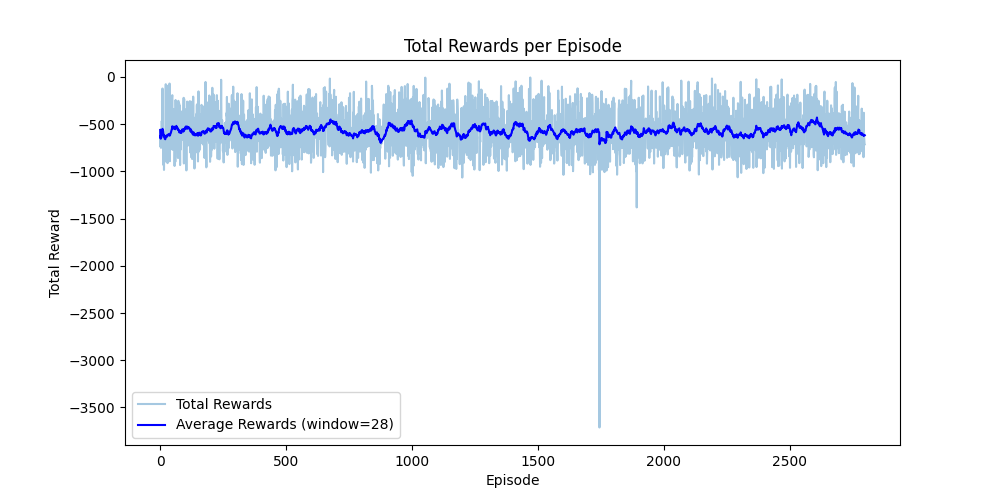 Total Rewards per Episode
0
−500
−1000
−1500
−2000
−2500
−3000
−3500
Total Reward
Total Rewards
Average Rewards (window=28)
0 500 1000 1500 2000 2500
Episode